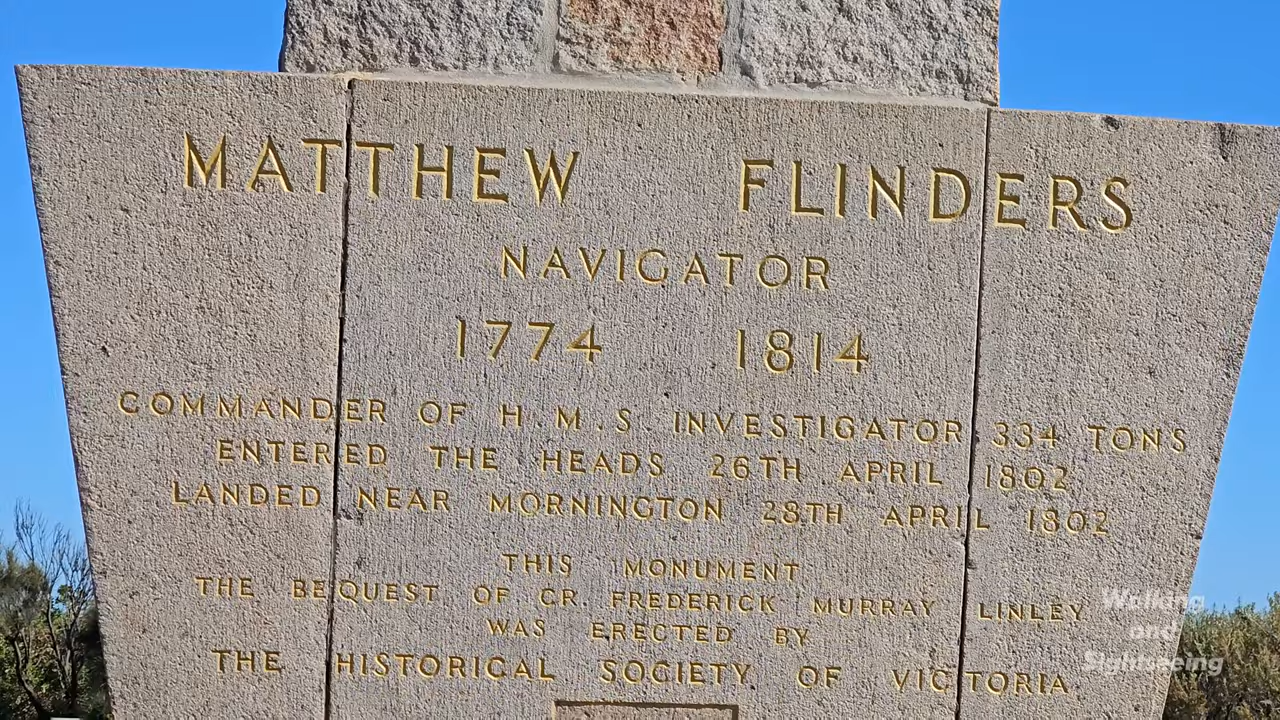 MATTHEW FLINDERS
NAVIGATOR
1774 1814
COMMANDER OF H.M.S. INVESTIGATOR 334 TONS
ENTERED THE HEADS 26TH APRIL 1802
LANDED NEAR MORNINGTON 28TH APRIL 1802
THIS MONUMENT
THE BEQUEST OF CR. FREDERICK MURRAY LINLEY
WAS ERECTED BY
THE HISTORICAL SOCIETY OF VICTORIA
Walking
and
Sightseeing